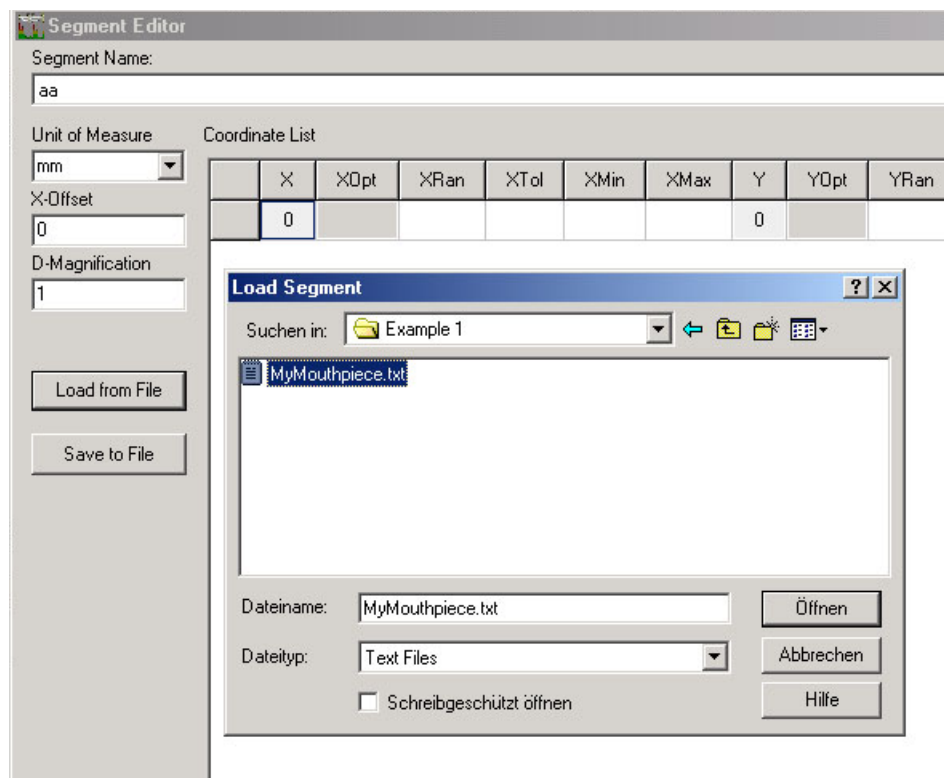 Segment Editor
Segment Name:
aa
Unit of Measure
mm
X-Offset
0
D-Magnification
1
Load from File
Save to File
Coordinate List
X XOpt XRan XTol XMin XMax Y YOpt YRan
0 0
Load Segment
Suchen in: Example 1
MyMouthpiece.txt
Dateiname: MyMouthpiece.txt Öffnen
Dateityp: Text Files Abbrechen
Schreibgeschützt öffnen Hilfe